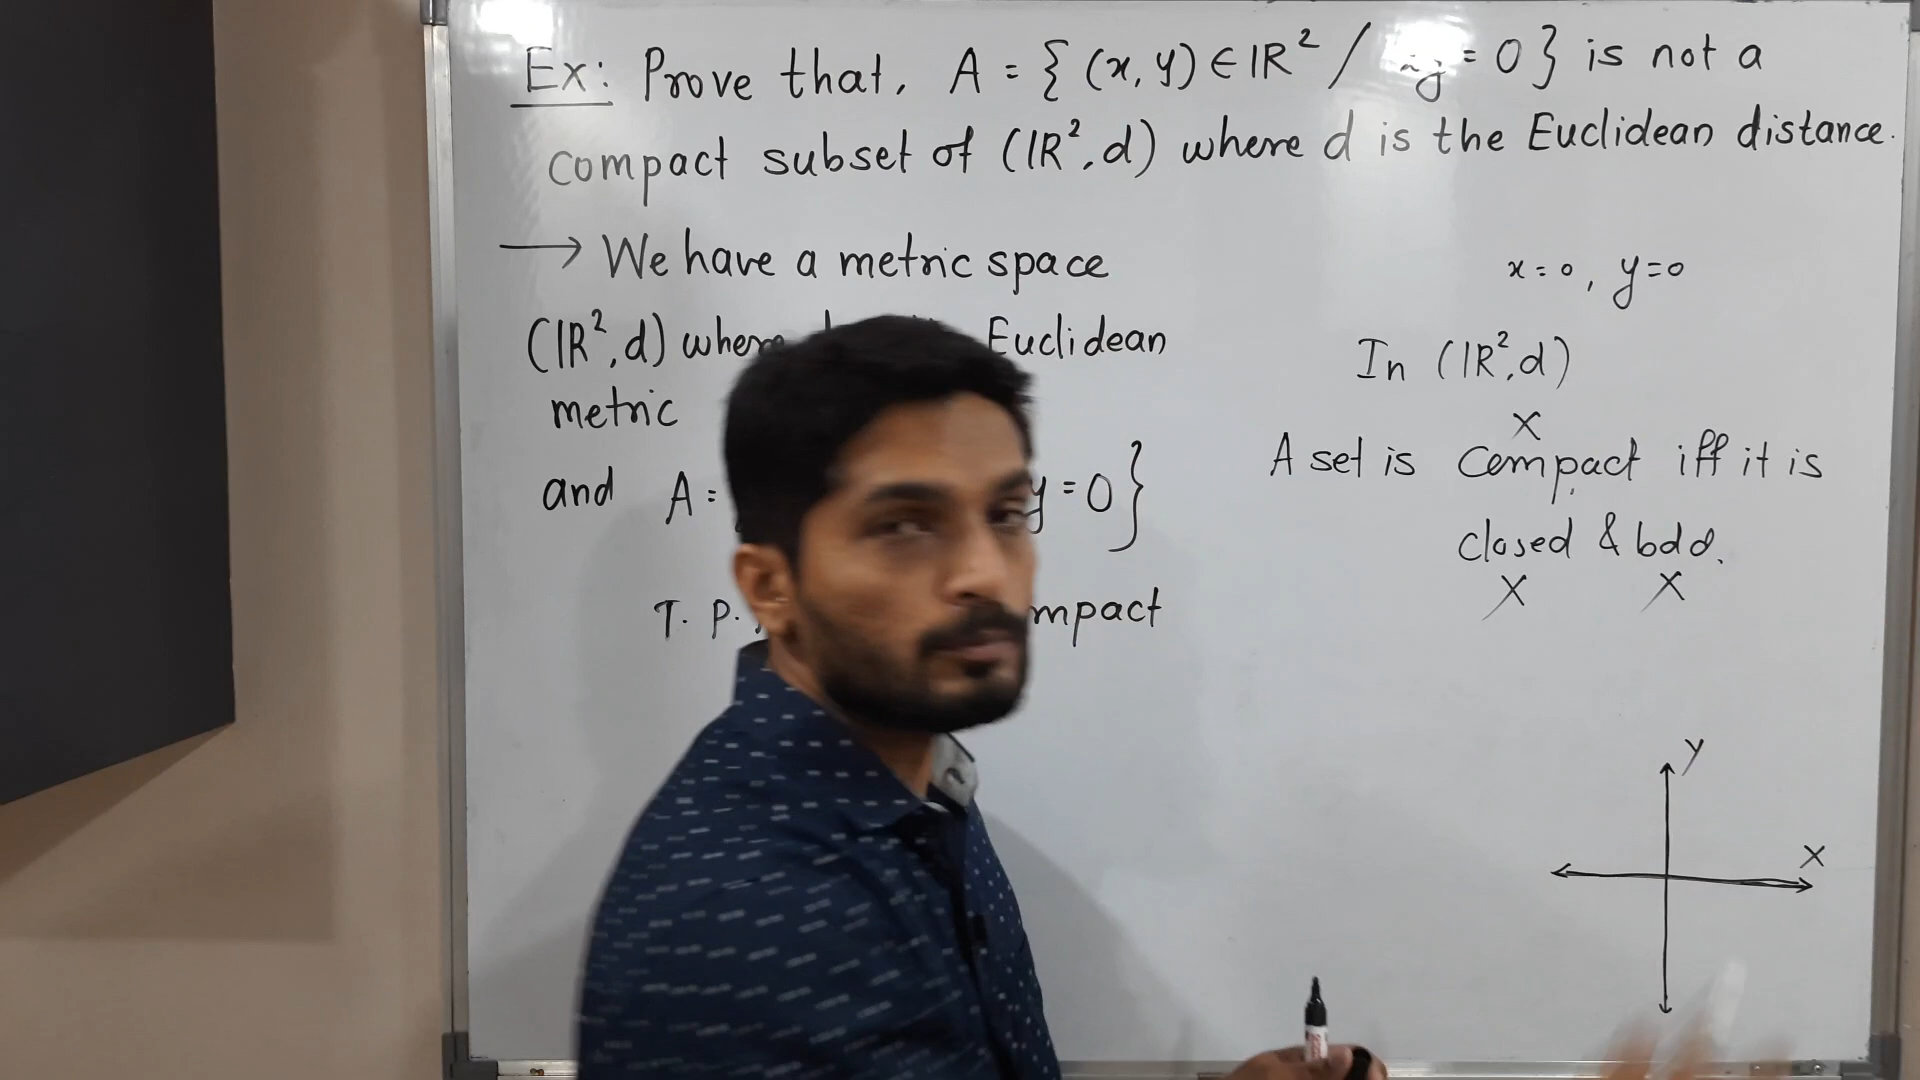 Ex: Prove that, A = { (x, y) ∈ IR² / = 0 } is not a
compact subset of (IR², d) where d is the Euclidean distance.
→ We have a metric space
(IR², d) where Euclidean
metric
and A = y = 0 }
T. P. mpact
x = 0, y = 0
In (IR², d)
X
A set is compact iff it is
closed & bdd.
X X
y
X